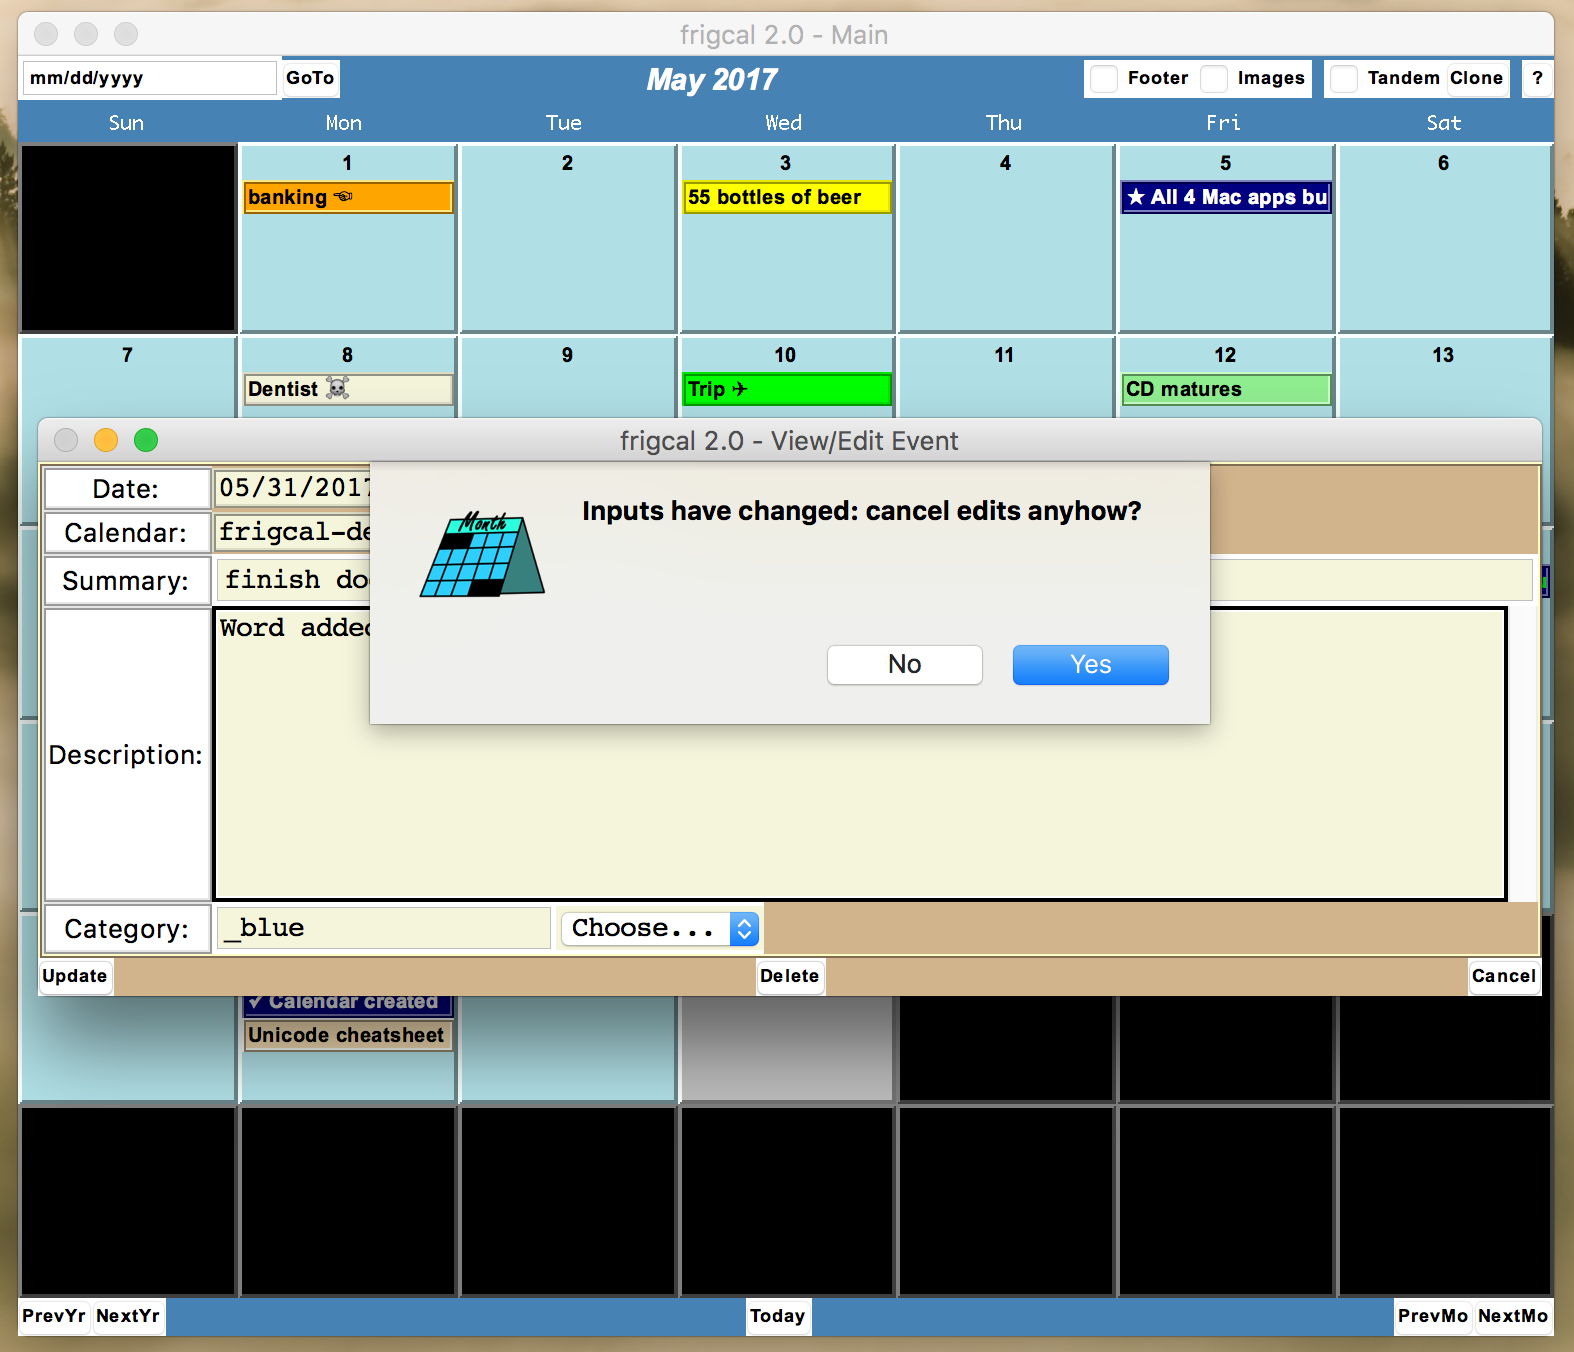 frigcal 2.0 - Main
mm/dd/yyyy GoTo May 2017 Footer Images Tandem Clone ?
Sun Mon Tue Wed Thu Fri Sat
1 2 3 4 5 6
banking ☜ 55 bottles of beer ★ All 4 Mac apps bu
7 8 9 10 11 12 13
Dentist ☠ Trip ✈ CD matures
frigcal 2.0 - View/Edit Event
Date: 05/31/2017
Calendar: frigcal-de
Summary: finish do
Month
Inputs have changed: cancel edits anyhow?
No Yes
Description: Word added
Category: _blue Choose...
Update Delete Cancel
✓ Calendar created
Unicode cheatsheet
PrevYr NextYr Today PrevMo NextMo